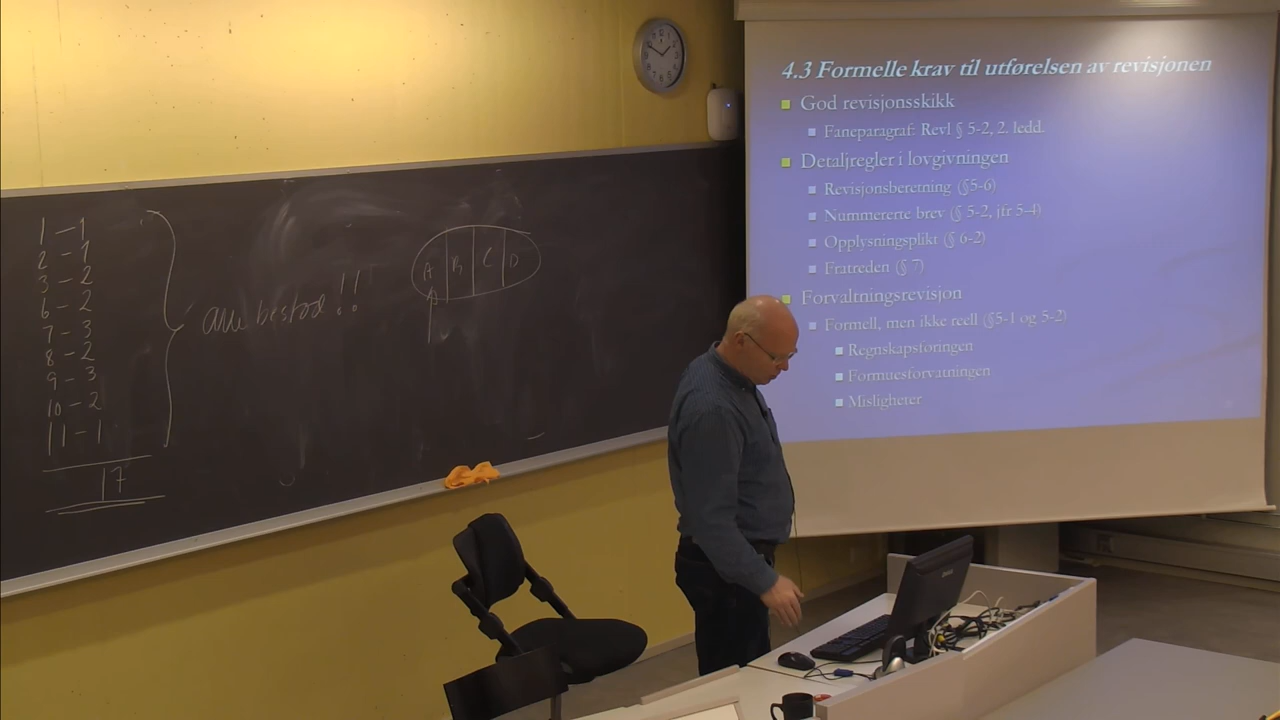 1 - 1
2 - 1
3 - 2
6 - 2
7 - 3
8 - 2
9 - 3
10 - 2
11 - 1
17
bestod !!
A B C D
4.3 Formelle krav til utførelsen av revisjonen
God revisjonsskikk
Faneparagraf: Revl § 5-2, 2. ledd.
Detaljregler i lovgivningen
Revisjonsberetning (§5-6)
Nummererte brev (§ 5-2, jfr 5-4)
Opplysningsplikt (§ 6-2)
Fratreden (§ 7)
Forvaltningsrevisjon
Formell, men ikke reell (§5-1 og 5-2)
Regnskapsføringen
Formuesforvatningen
Misligheter